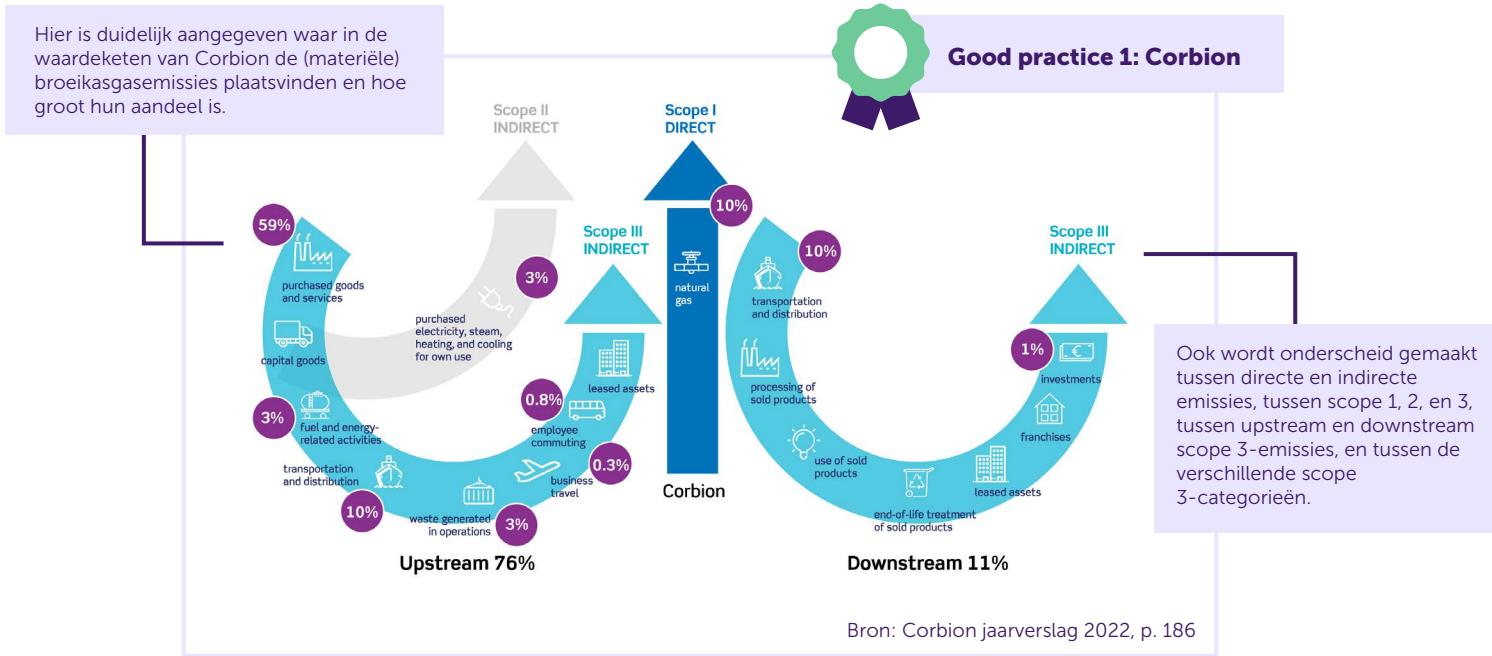 Hier is duidelijk aangegeven waar in de
waardeketen van Corbion de (materiële)
broeikasgasemissies plaatsvinden en hoe
groot hun aandeel is.
Good practice 1: Corbion
Scope II
INDIRECT
Scope I
DIRECT
59%
purchased goods
and services
capital goods
3%
fuel and energy-
related activities
transportation
and distribution
10%
waste generated
in operations
3%
business
travel
0.3%
employee
commuting
0.8%
leased assets
Scope III
INDIRECT
purchased
electricity, steam,
heating, and cooling
for own use
3%
10%
natural
gas
Corbion
10%
transportation
and distribution
processing of
sold products
use of sold
products
end-of-life treatment
of sold products
leased assets
franchises
1%
€
investments
Scope III
INDIRECT
Upstream 76%
Downstream 11%
Ook wordt onderscheid gemaakt
tussen directe en indirecte
emissies, tussen scope 1, 2, en 3,
tussen upstream en downstream
scope 3-emissies, en tussen de
verschillende scope
3-categorieën.
Bron: Corbion jaarverslag 2022, p. 186